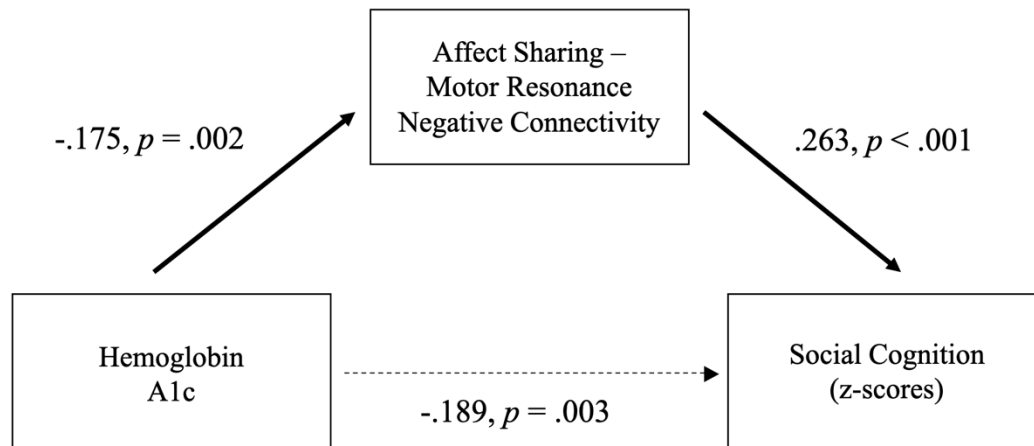 Affect Sharing –
Motor Resonance
Negative Connectivity
-.175, p = .002
.263, p < .001
Hemoglobin
A1c
Social Cognition
(z-scores)
-.189, p = .003